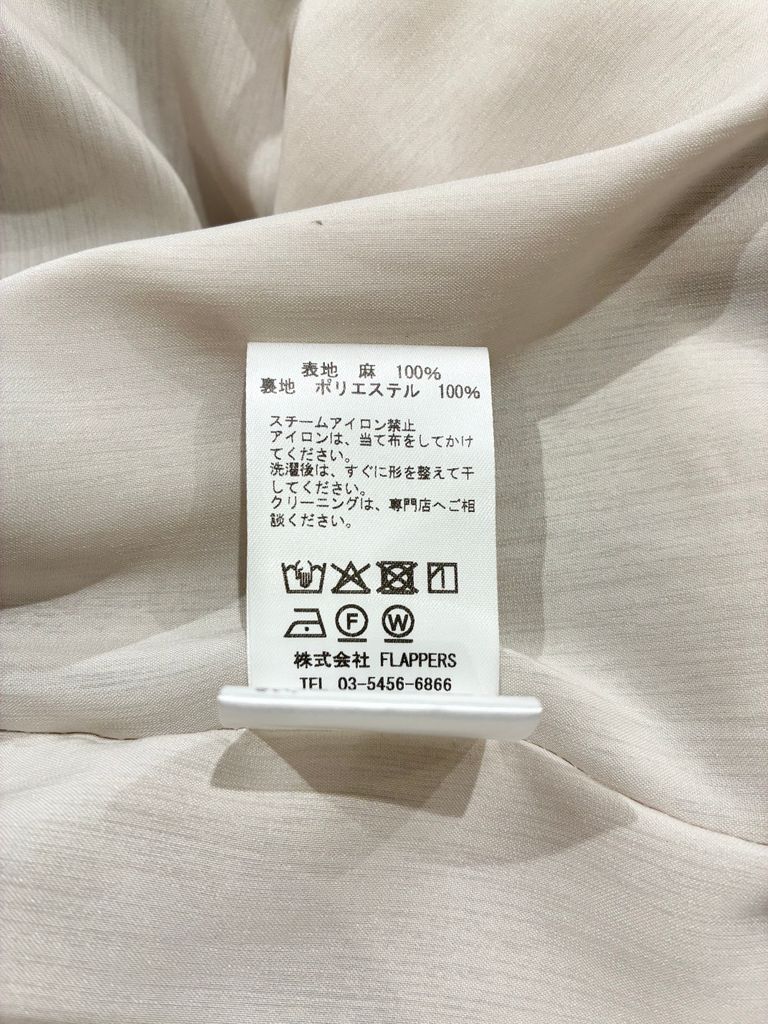 表地 麻 100%
裏地 ポリエステル 100%
スチームアイロン禁止
アイロンは、当て布をしてかけ
てください。
洗濯後は、すぐに形を整えて干
してください。
クリーニングは、専門店へご相
談ください。
F W
株式会社 FLAPPERS
TEL 03-5456-6866